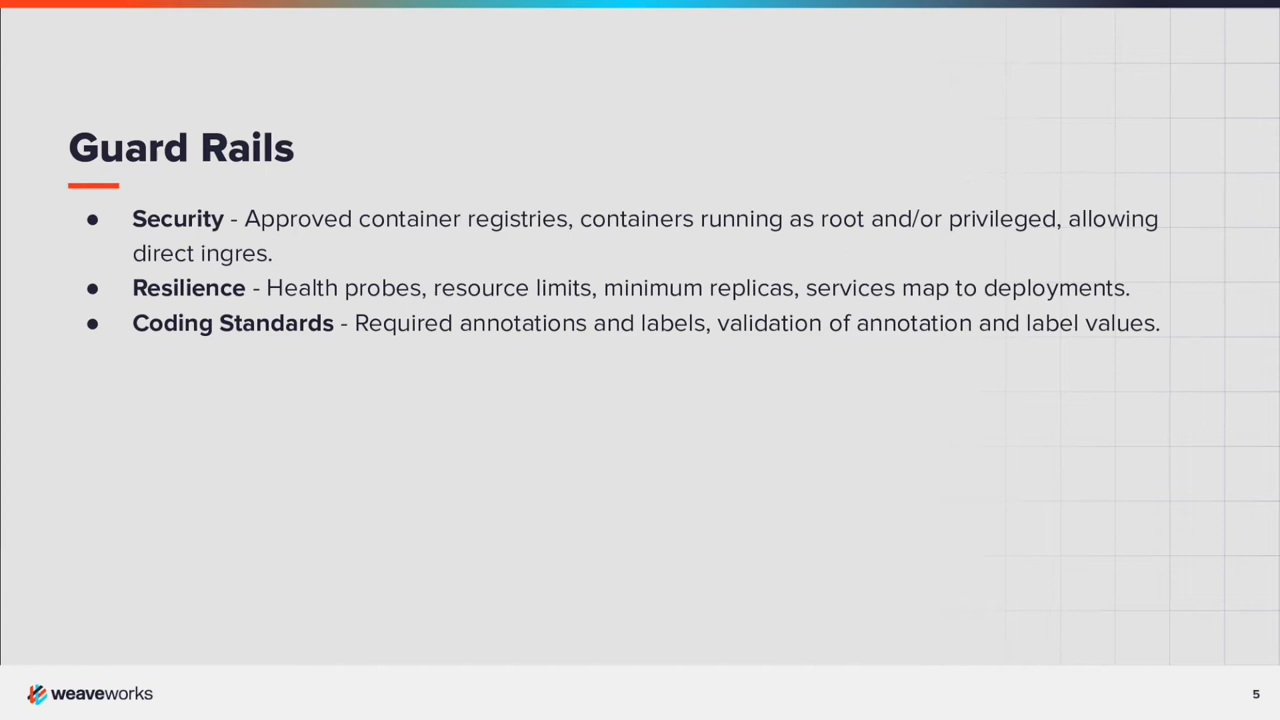 Guard Rails
● Security - Approved container registries, containers running as root and/or privileged, allowing
direct ingres.
● Resilience - Health probes, resource limits, minimum replicas, services map to deployments.
● Coding Standards - Required annotations and labels, validation of annotation and label values.
weaveworks
5